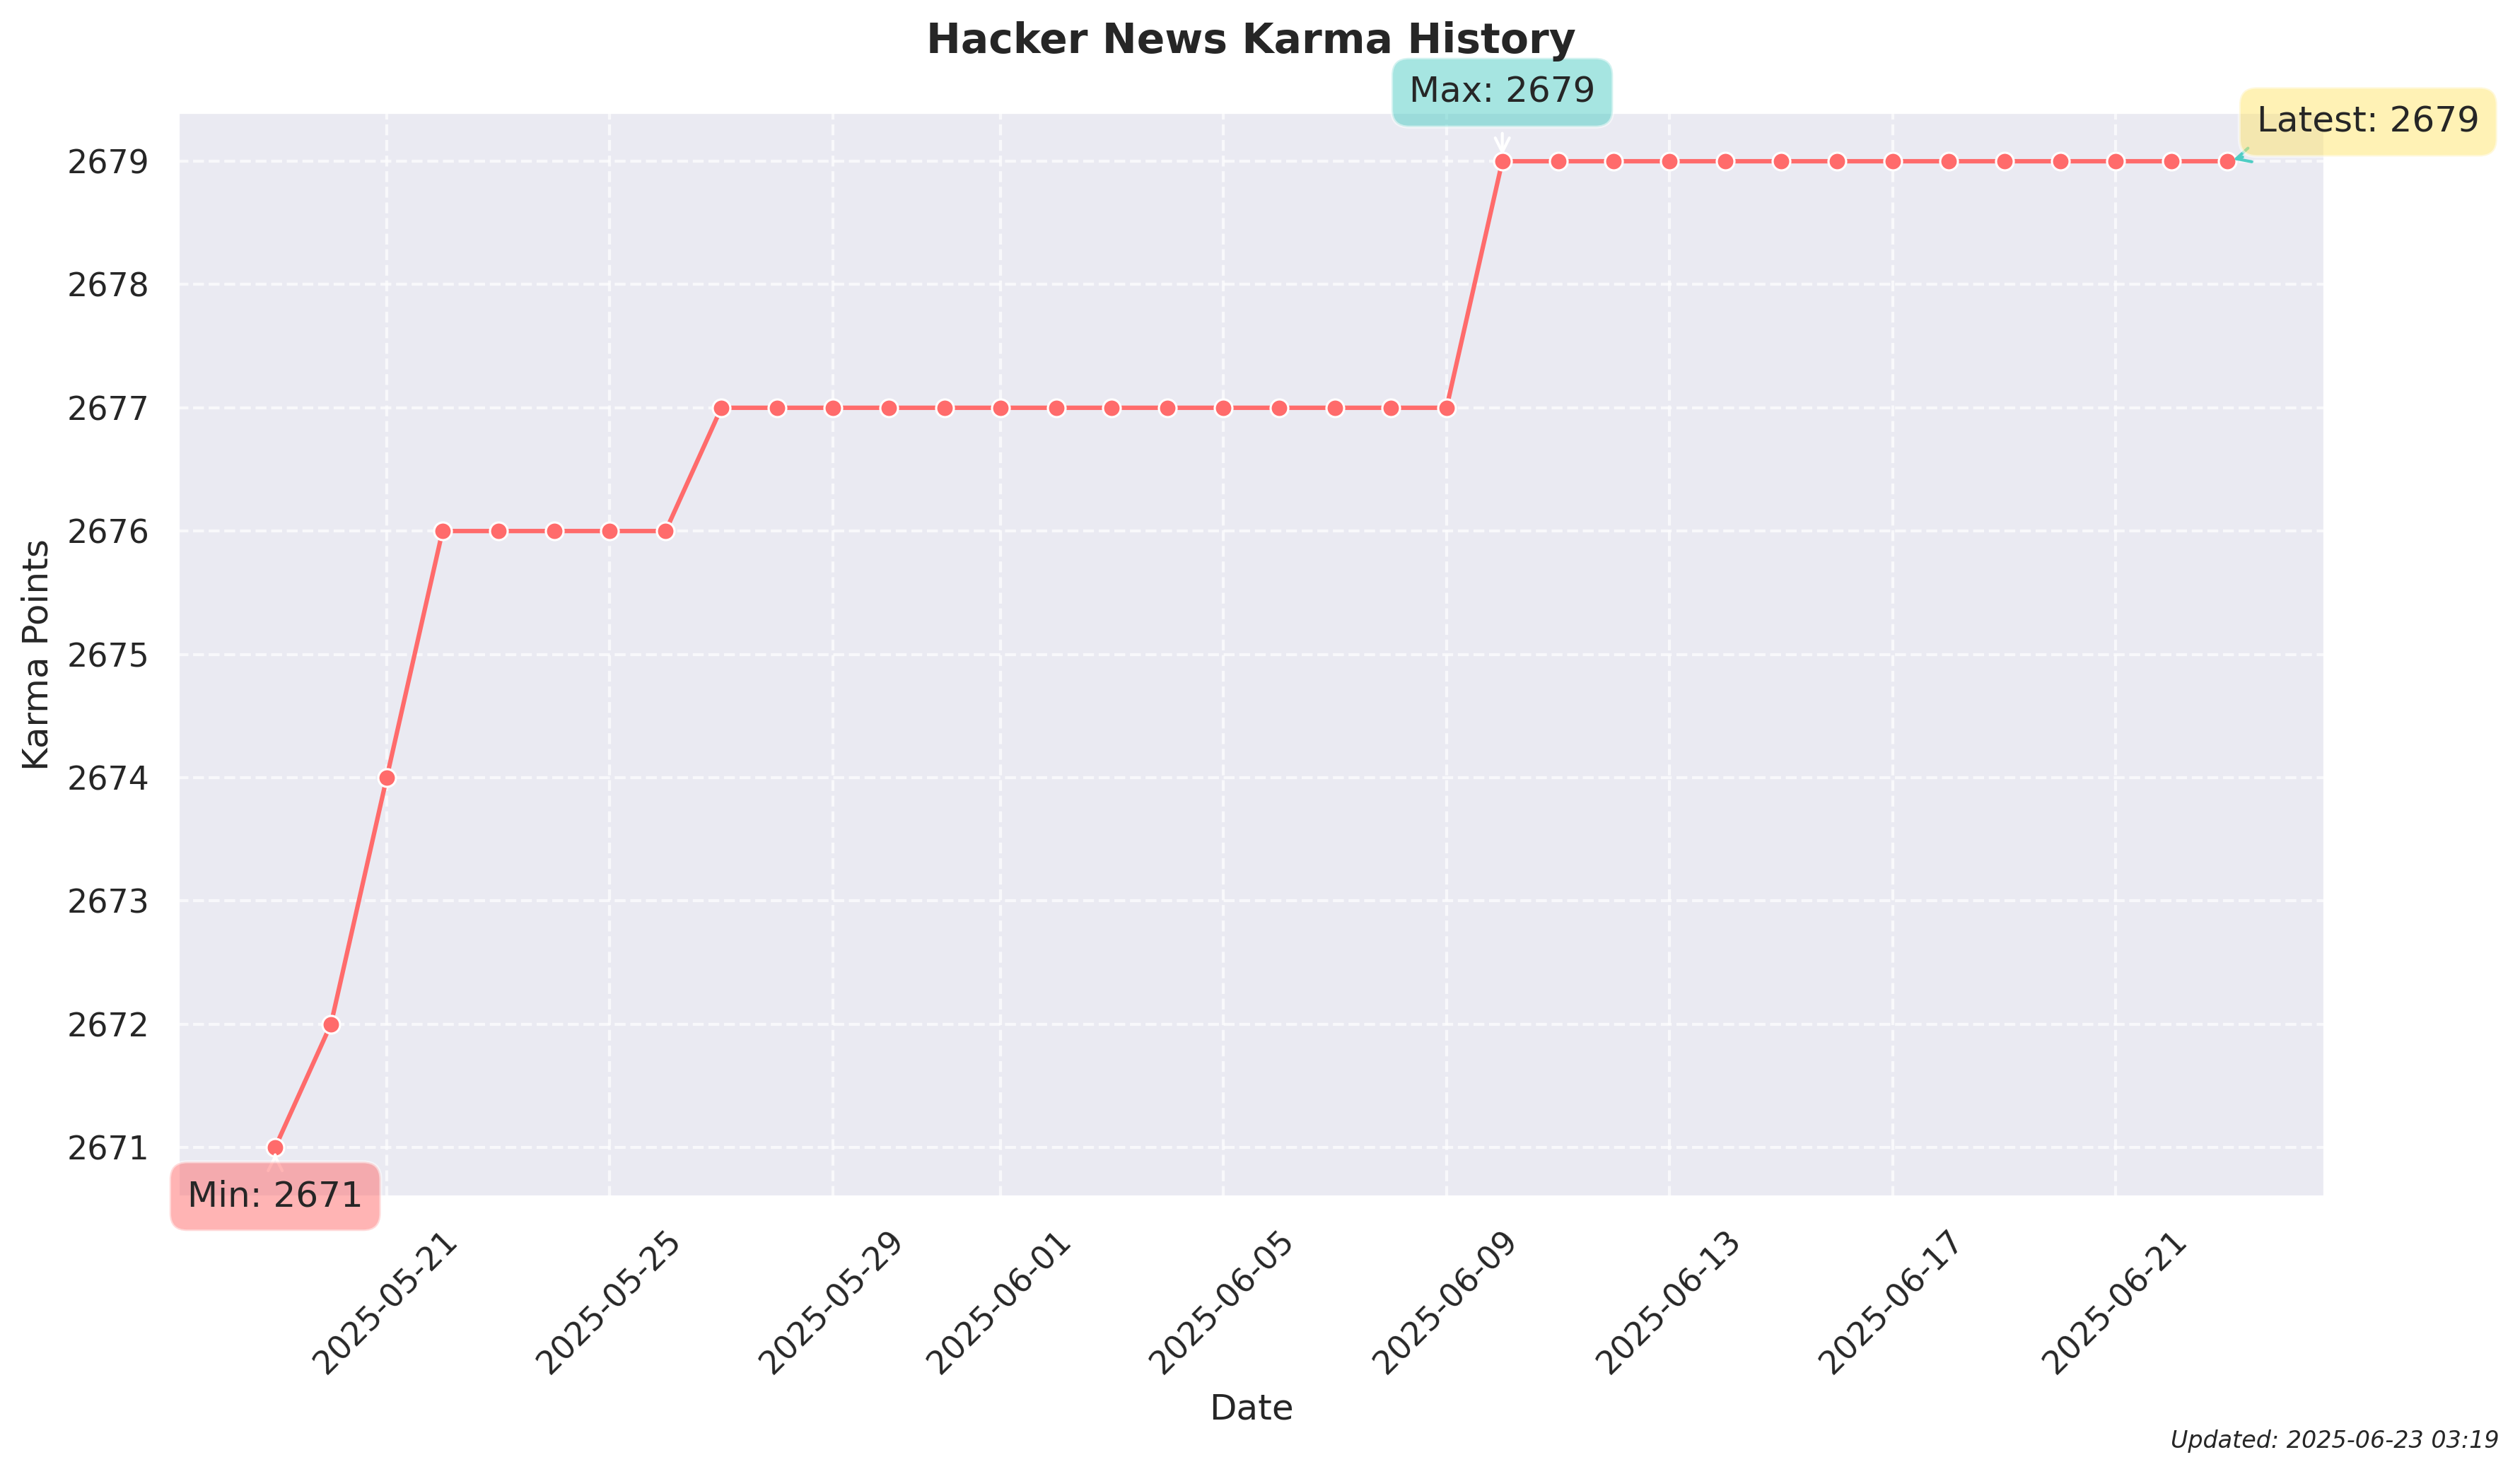 Hacker News Karma History
Max: 2679
Latest: 2679
2679
2678
2677
2676
2675
2674
2673
2672
2671
Karma Points
Min: 2671
2025-05-21
2025-05-25
2025-05-29
2025-06-01
2025-06-05
2025-06-09
2025-06-13
2025-06-17
2025-06-21
Date
Updated: 2025-06-23 03:19